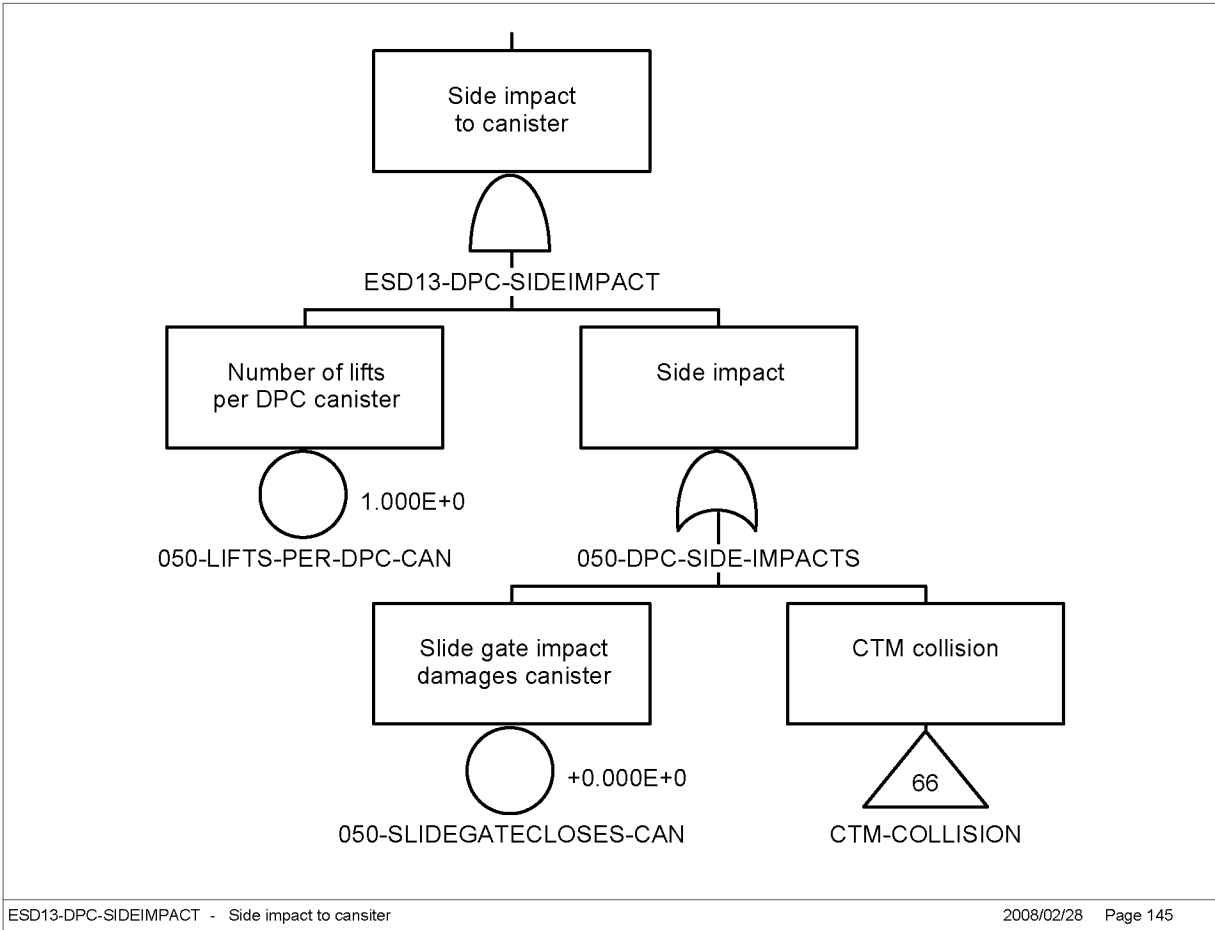 Side impact
to canister
ESD13-DPC-SIDEIMPACT
Number of lifts
per DPC canister
Side impact
1.000E+0
050-LIFTS-PER-DPC-CAN
050-DPC-SIDE-IMPACTS
Slide gate impact
damages canister
CTM collision
+0.000E+0
66
050-SLIDEGATECLOSES-CAN
CTM-COLLISION
ESD13-DPC-SIDEIMPACT - Side impact to cansiter
2008/02/28 Page 145